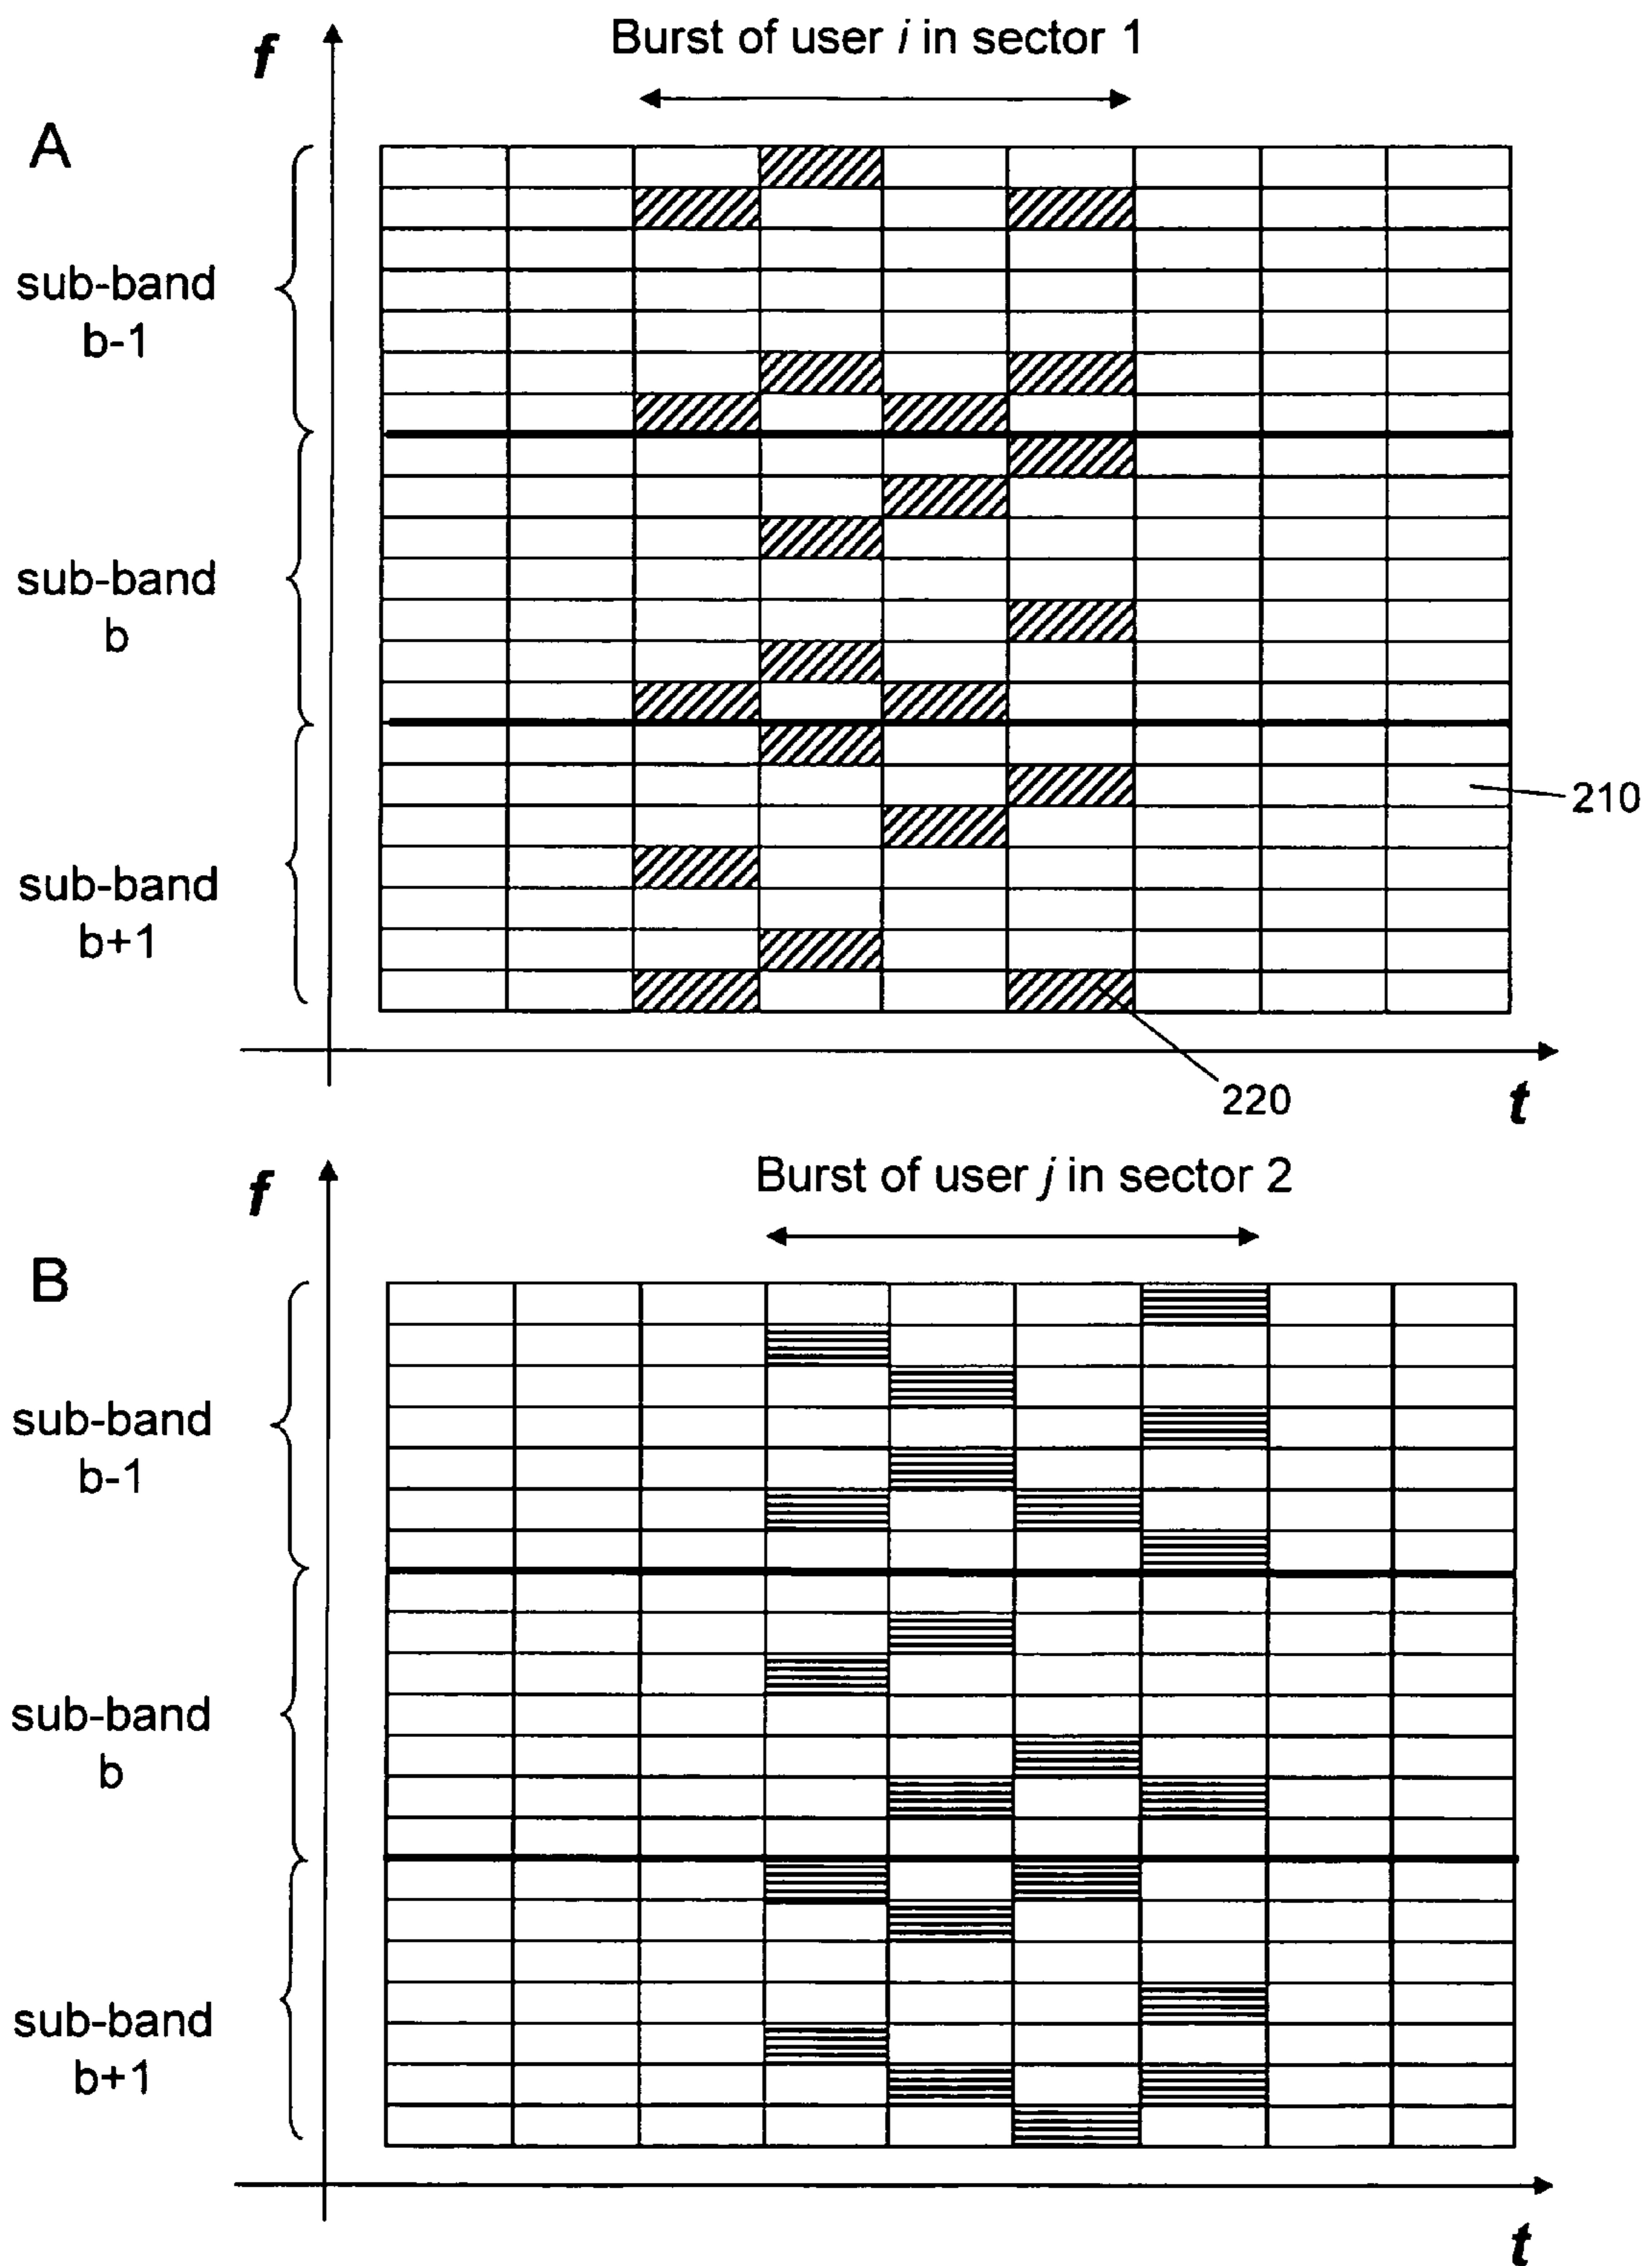 Burst of user i in sector 1
f
A
sub-band
b-1
sub-band
b
210
sub-band
b+1
220
t
Burst of user j in sector 2
f
B
sub-band
b-1
sub-band
b
sub-band
b+1
t